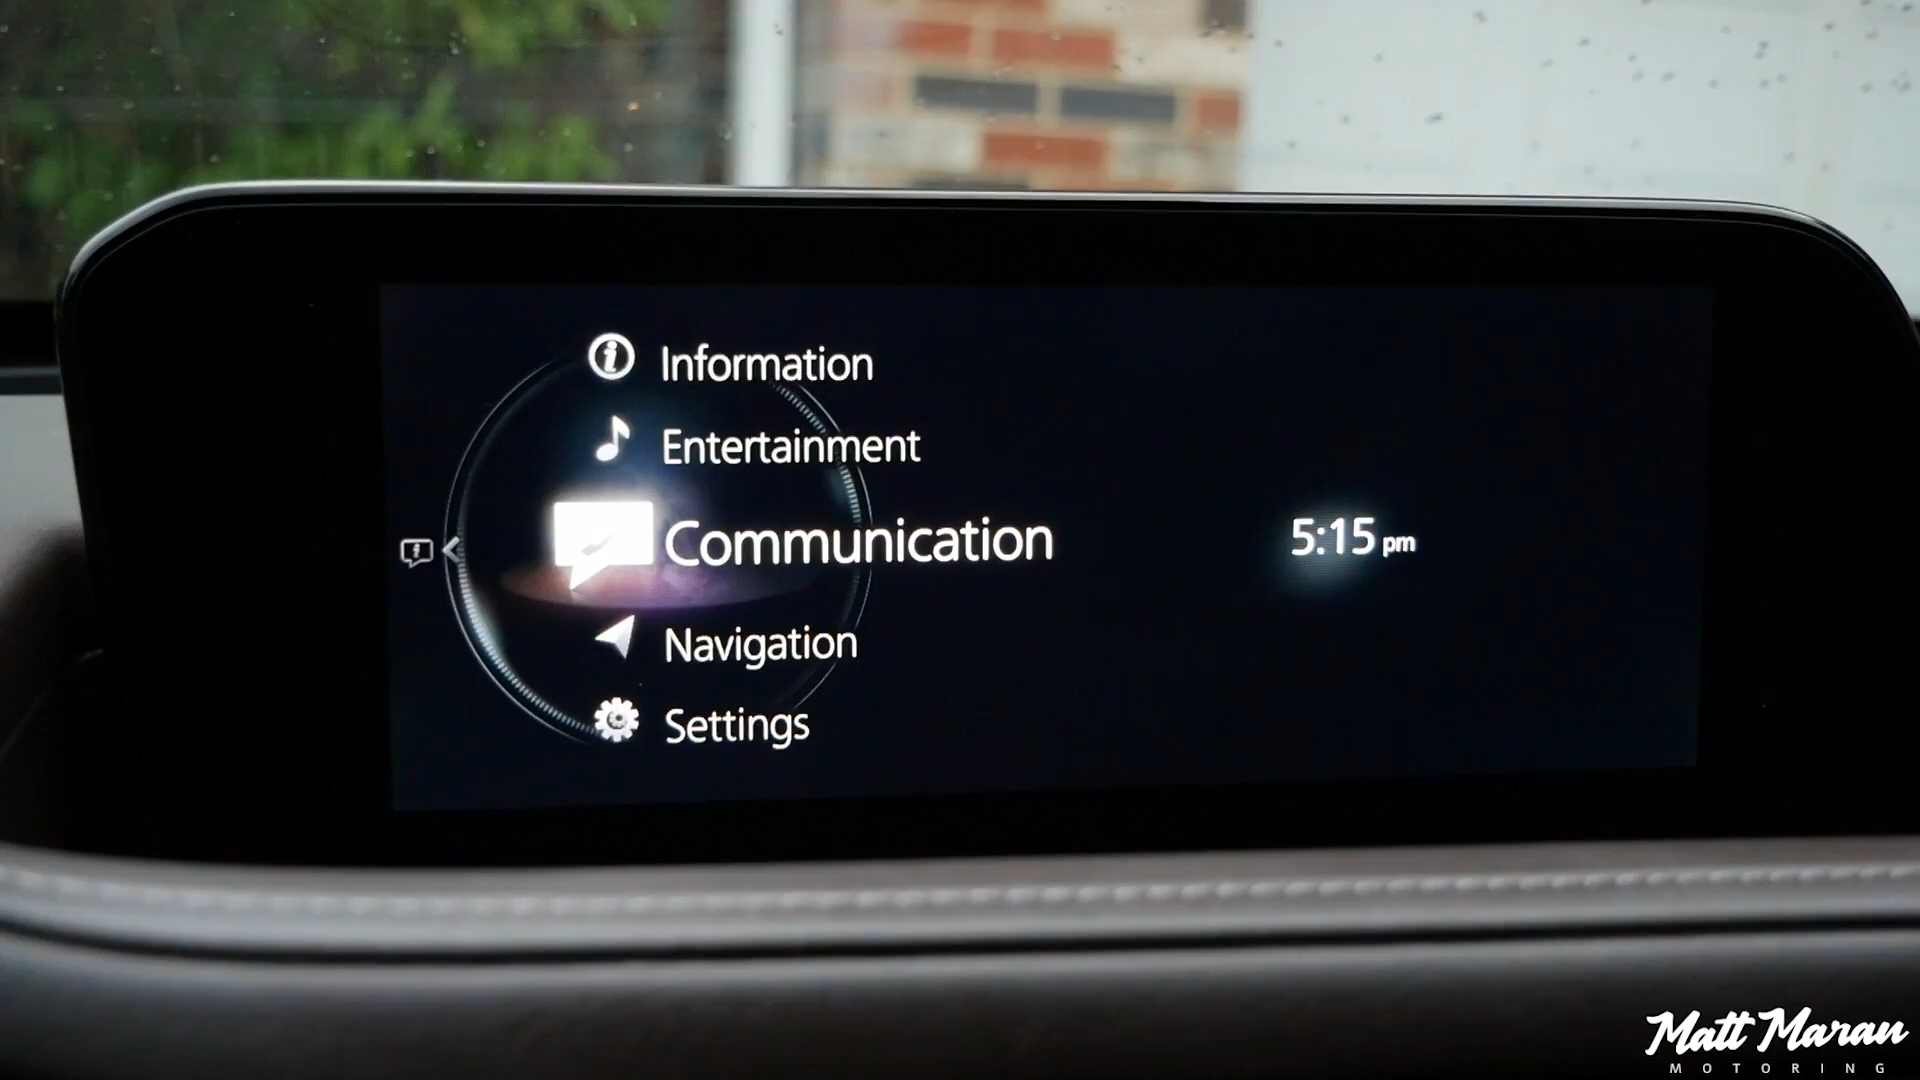 Information
Entertainment
Communication
5:15 pm
Navigation
Settings
Matt Maran
MOTORING